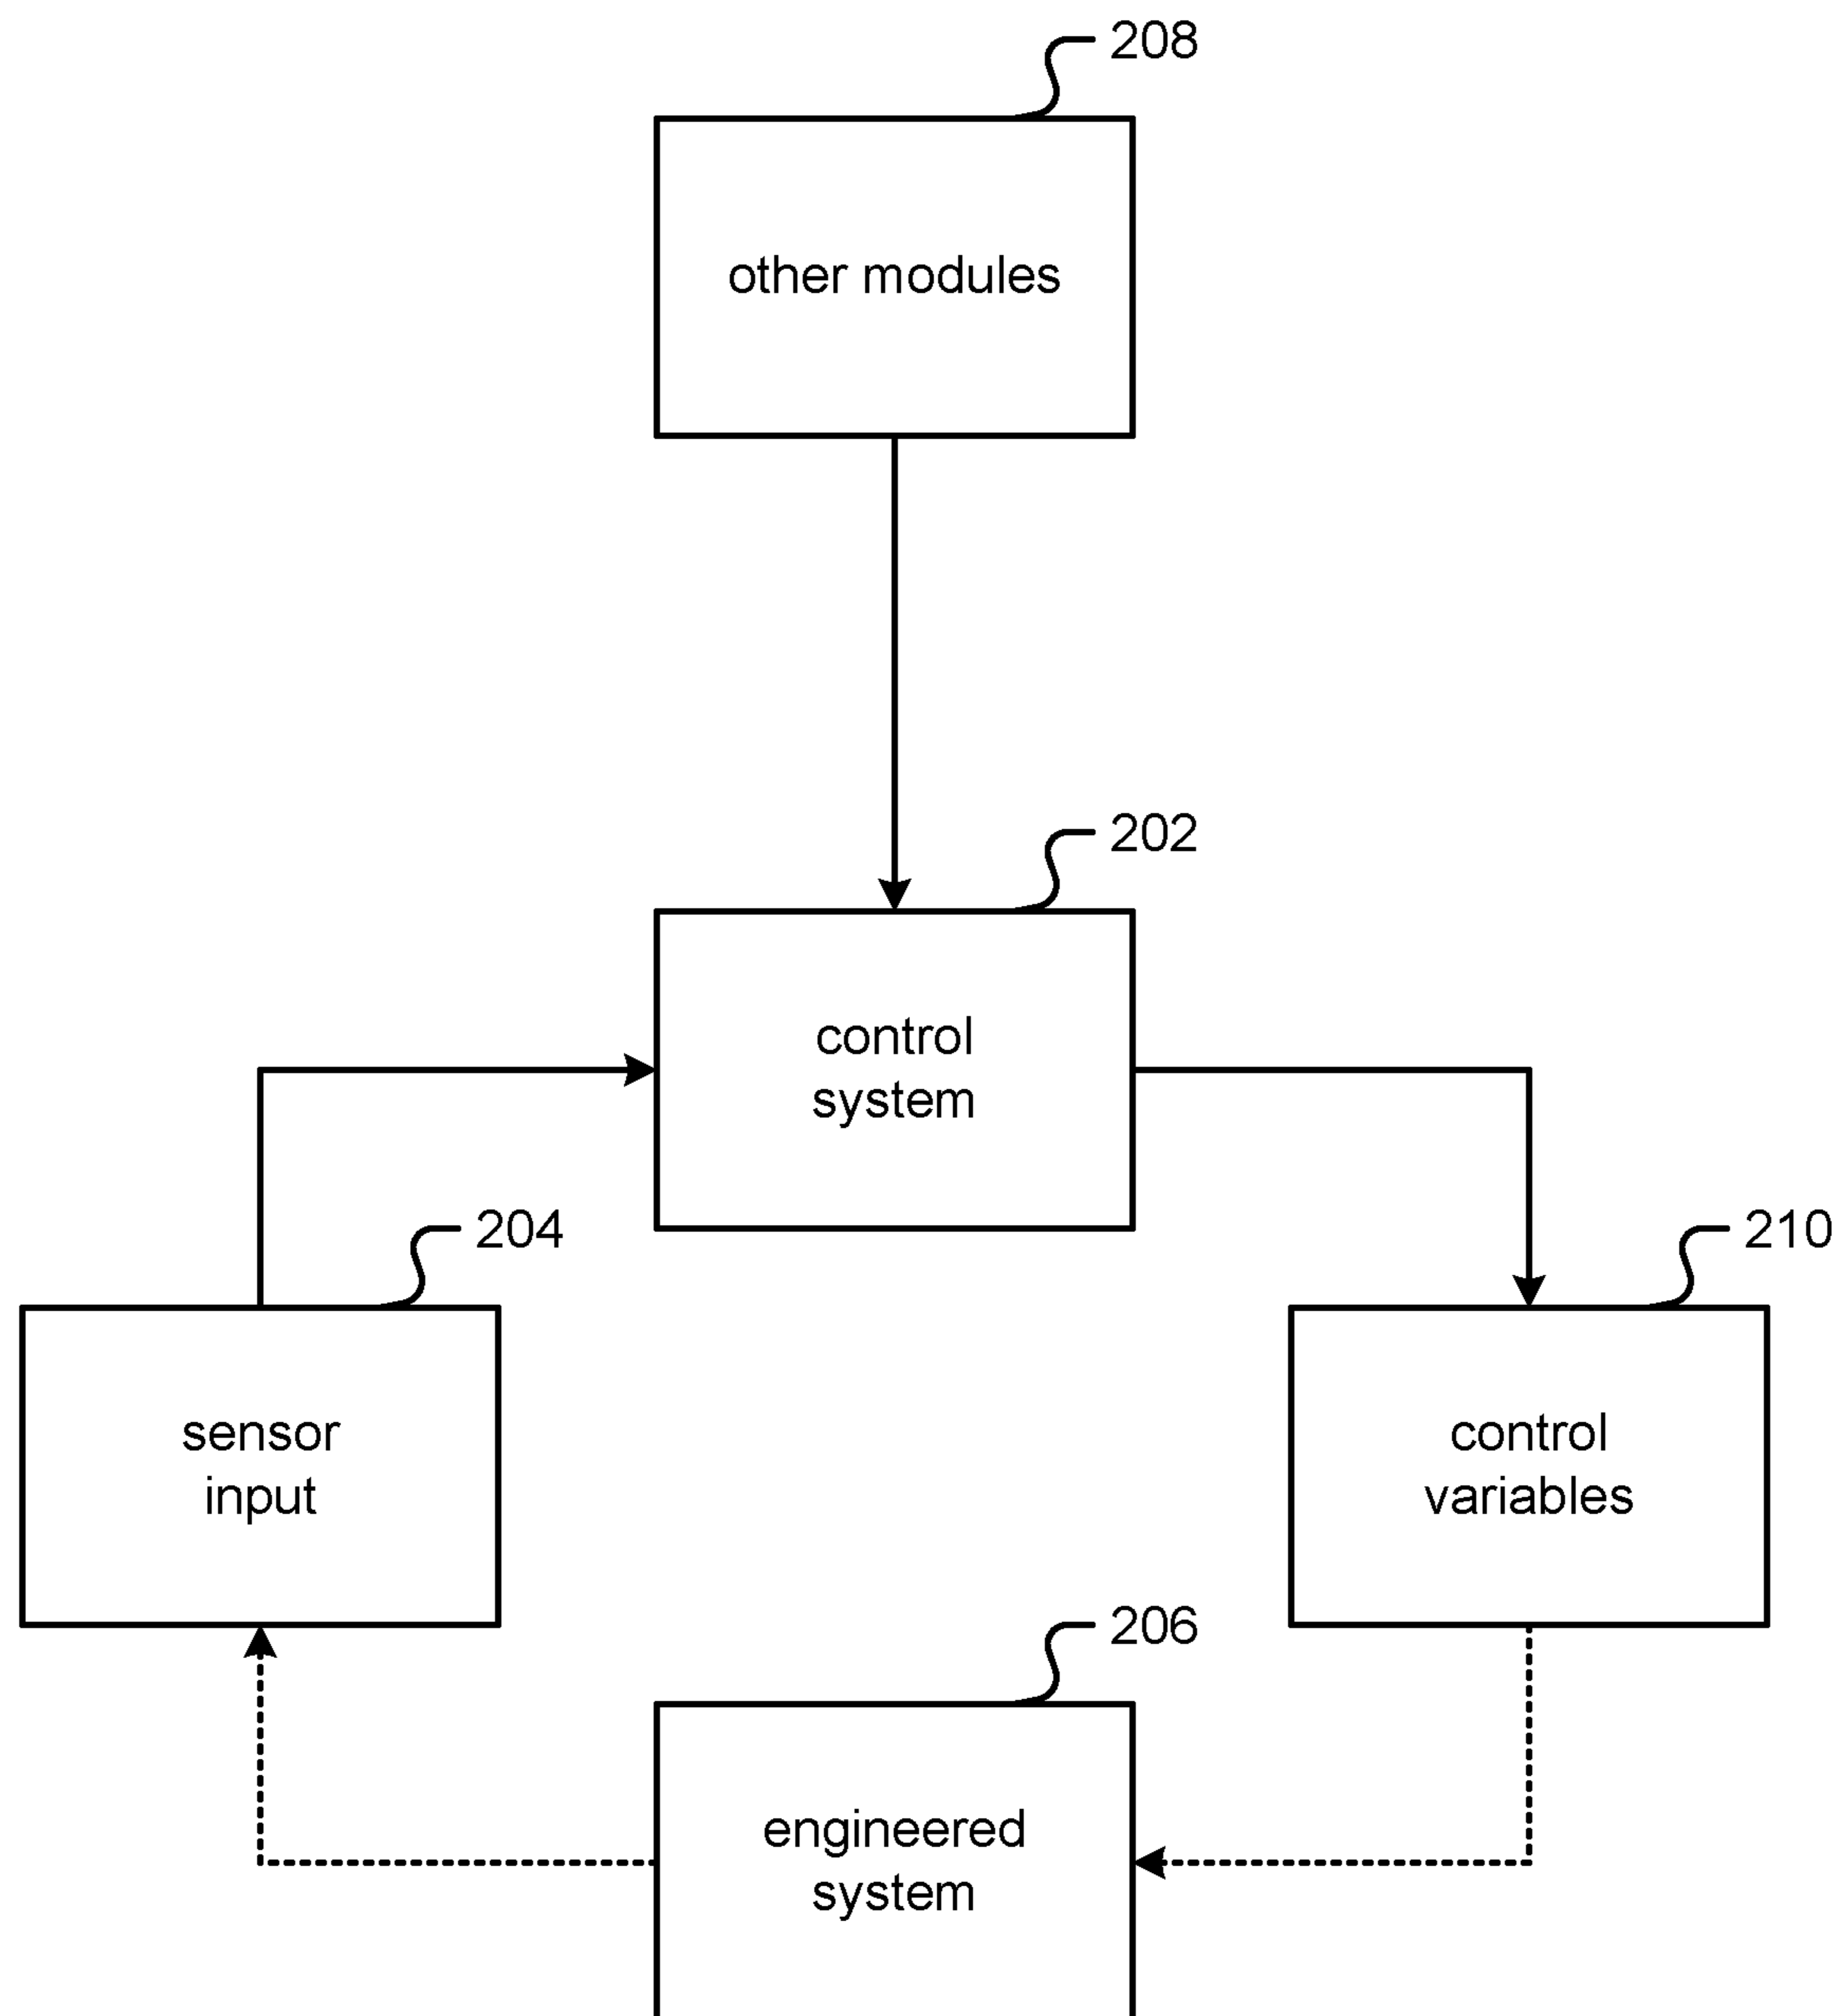 208
other modules
202
control
system
204
210
sensor
input
control
variables
206
engineered
system